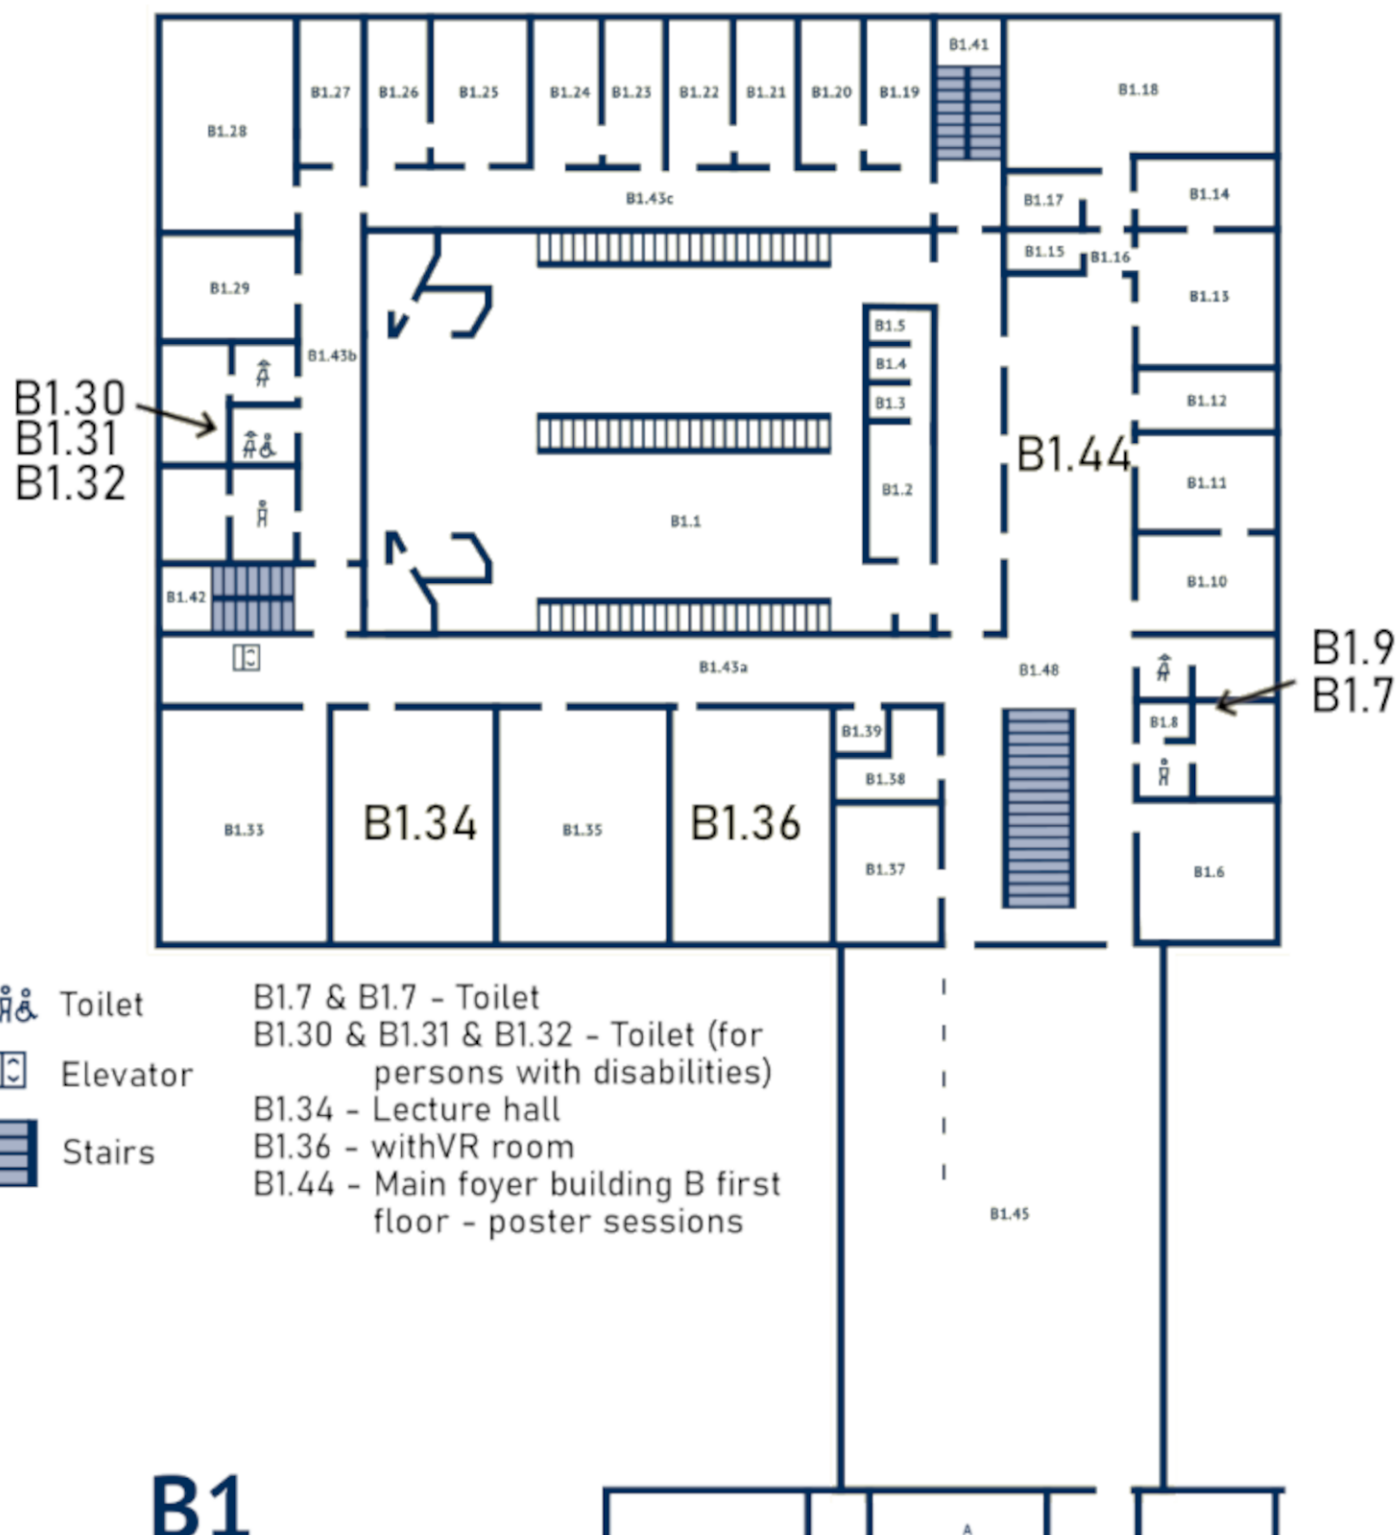 B1.41
B1.18
B1.27
B1.26
B1.25
B1.24
B1.23
B1.22
B1.21
B1.20
B1.19
B1.28
B1.43c
B1.17
B1.14
B1.15
B1.16
B1.29
B1.13
B1.5
B1.43b
B1.4
B1.3
B1.12
B1.30
B1.31
B1.32
B1.44
B1.11
B1.2
B1.1
B1.10
B1.42
B1.43a
B1.48
B1.9
B1.7
B1.8
B1.39
B1.38
B1.33
B1.34
B1.35
B1.36
B1.37
B1.6
Toilet
Elevator
Stairs
B1.7 & B1.7 - Toilet
B1.30 & B1.31 & B1.32 - Toilet (for
persons with disabilities)
B1.34 - Lecture hall
B1.36 - withVR room
B1.44 - Main foyer building B first
floor - poster sessions
B1.45
B1
A